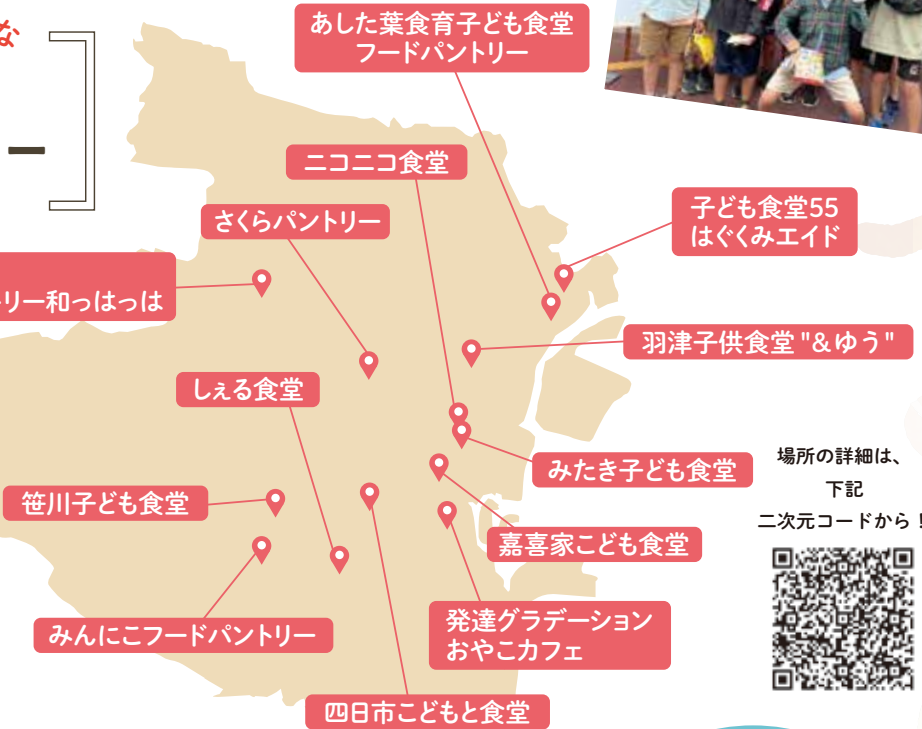 な
ー
あした葉食育子ども食堂
フードパントリー
ニコニコ食堂
さくらパントリー
子ども食堂55
はぐくみエイド
リー和っはっは
羽津子供食堂 "&ゆう"
しぇる食堂
みたき子ども食堂
場所の詳細は、
下記
二次元コードから！
笹川子ども食堂
嘉喜家こども食堂
発達グラデーション
おやこカフェ
みんにこフードパントリー
四日市こどもと食堂